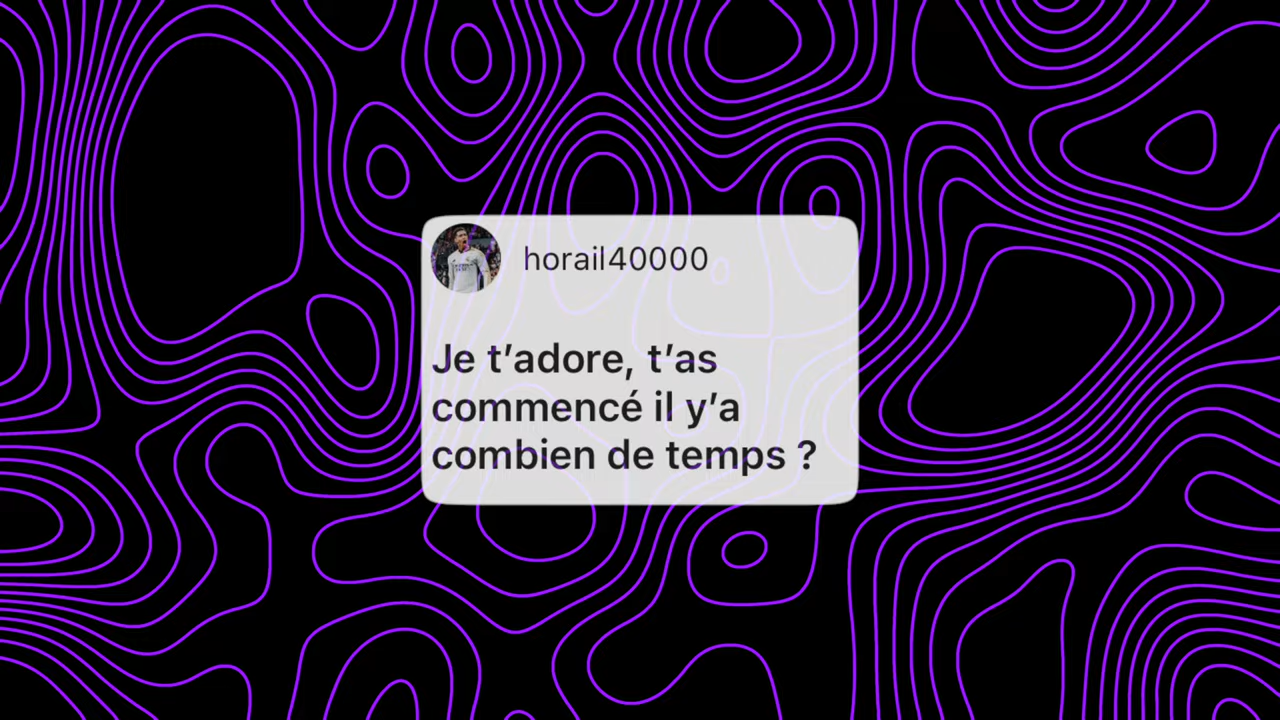 horail40000
Je t’adore, t’as
commencé il y’a
combien de temps ?